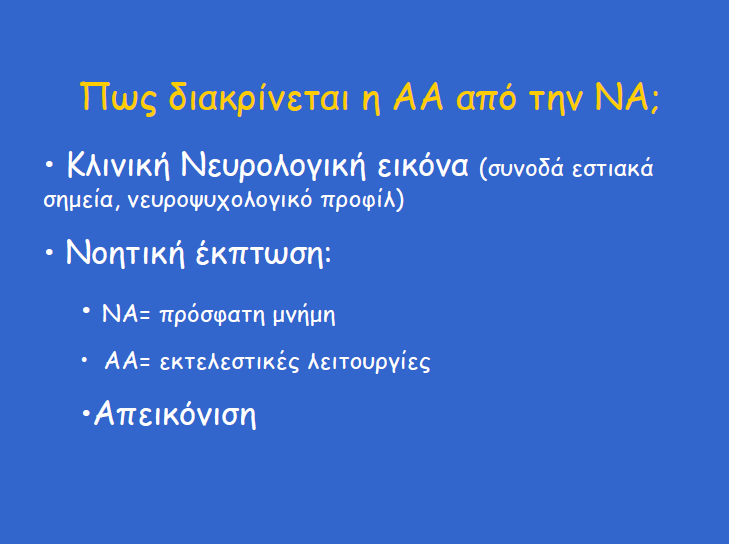 Πως διακρίνεται η ΑΑ από την ΝΑ;
• Κλινική Νευρολογική εικόνα (συνοδά εστιακά
σημεία, νευροψυχολογικό προφίλ)
• Νοητική έκπτωση:
• ΝΑ= πρόσφατη μνήμη
• ΑΑ= εκτελεστικές λειτουργίες
•Απεικόνιση